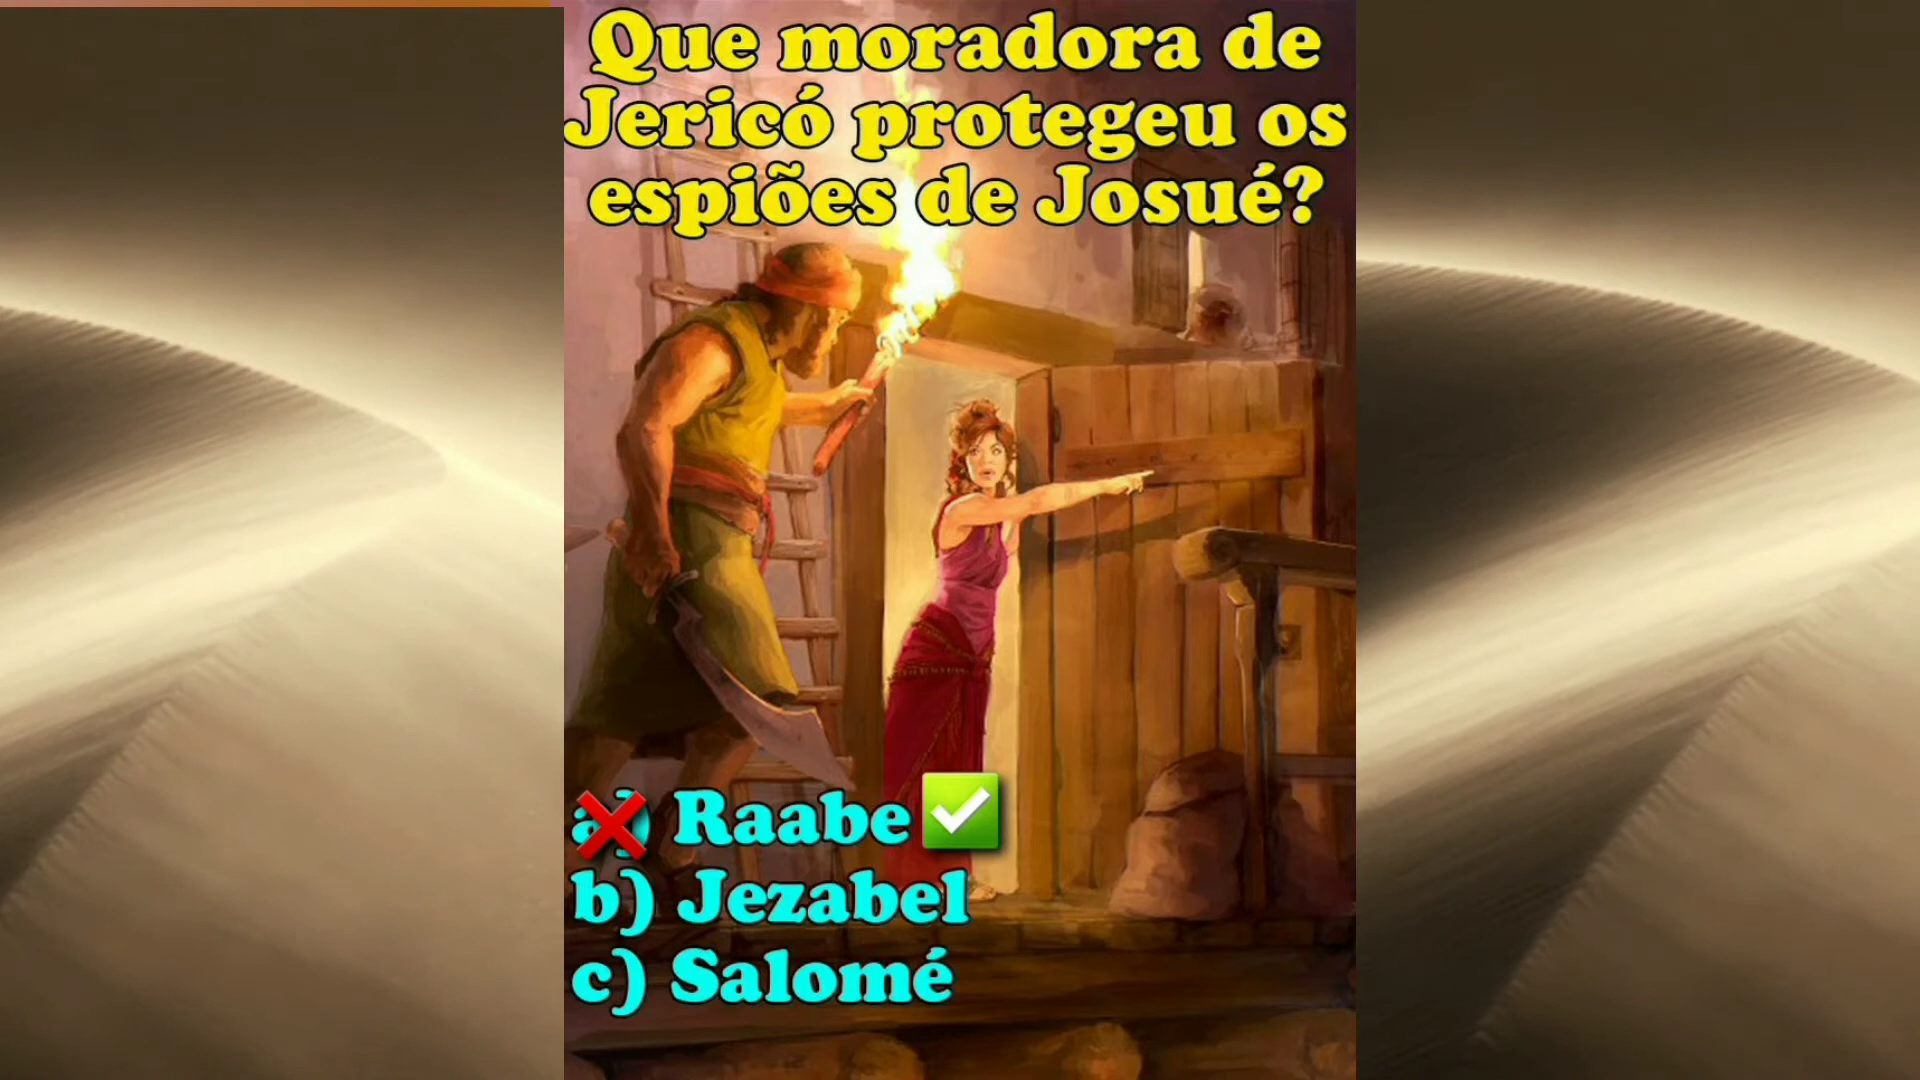 Que moradora de
Jericó protegeu os
espiões de Josué?
a) Raabe
b) Jezabel
c) Salomé